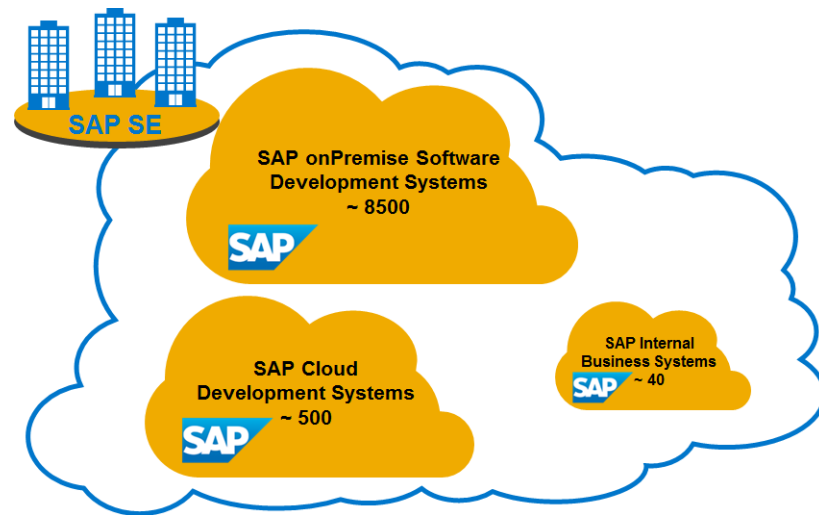 SAP SE
SAP onPremise Software
Development Systems
~ 8500
SAP
SAP Cloud
Development Systems
~ 500
SAP
SAP Internal
Business Systems
~ 40
SAP